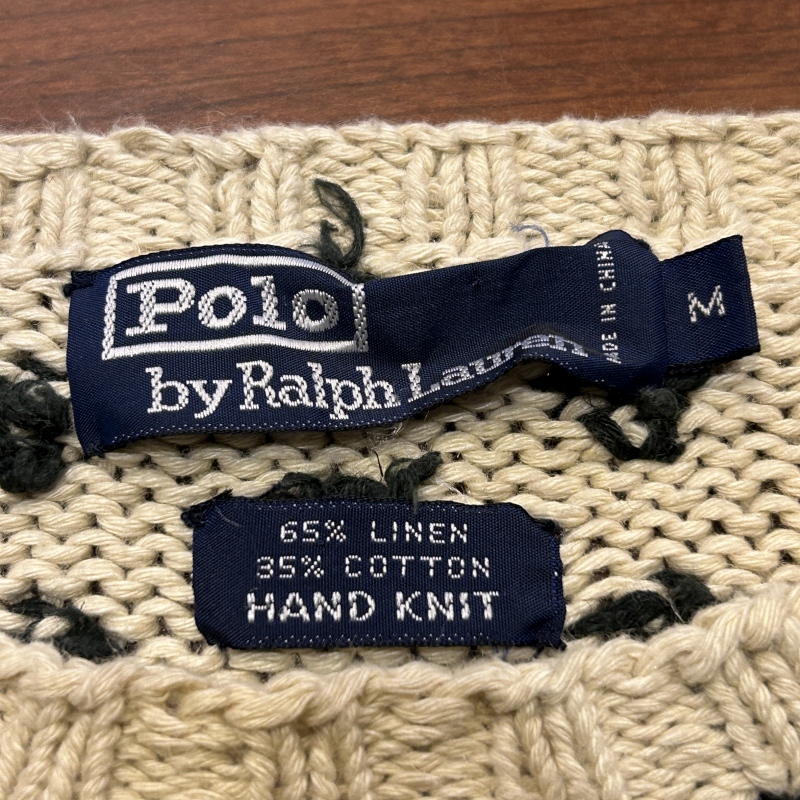 Polo
by Ralph Lauren
MADE IN CHINA
M
65% LINEN
35% COTTON
HAND KNIT